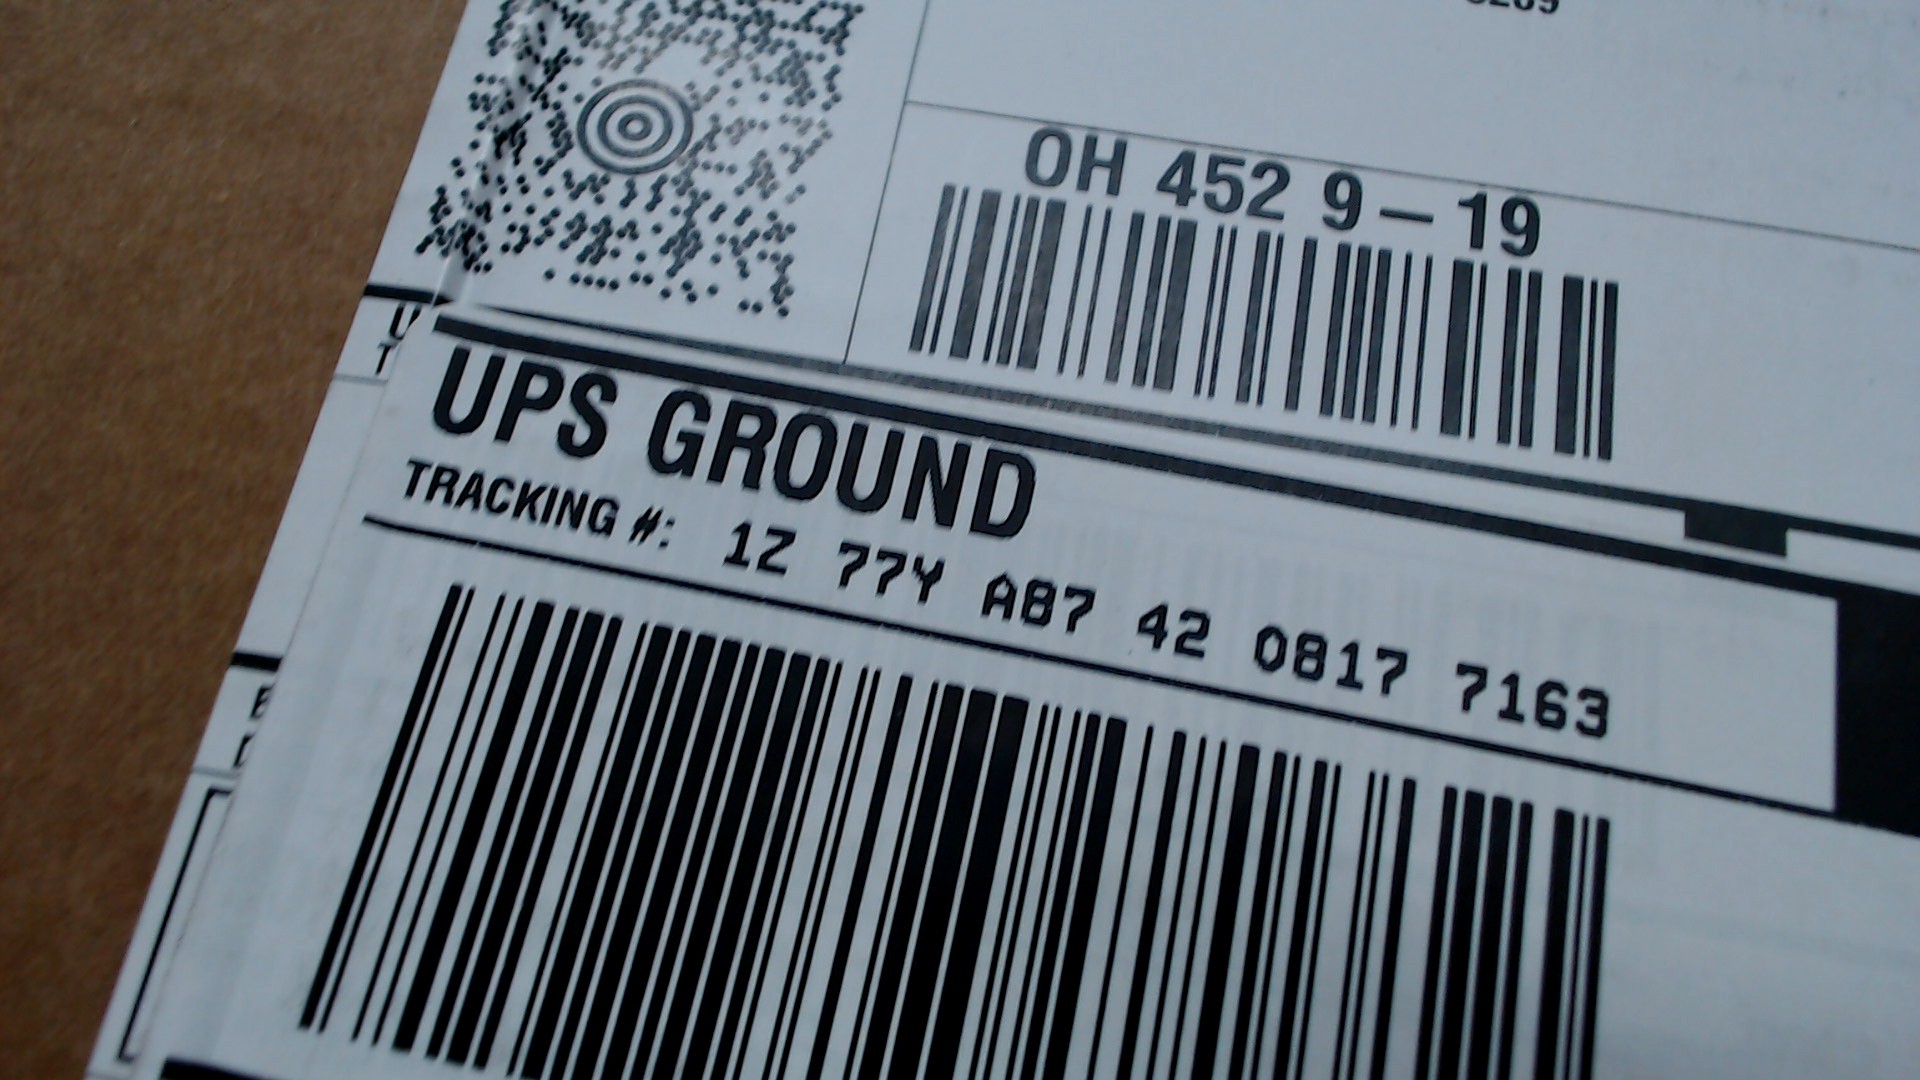 OH 452 9 – 19
UPS GROUND
TRACKING #: 1Z 77Y A87 42 0817 7163